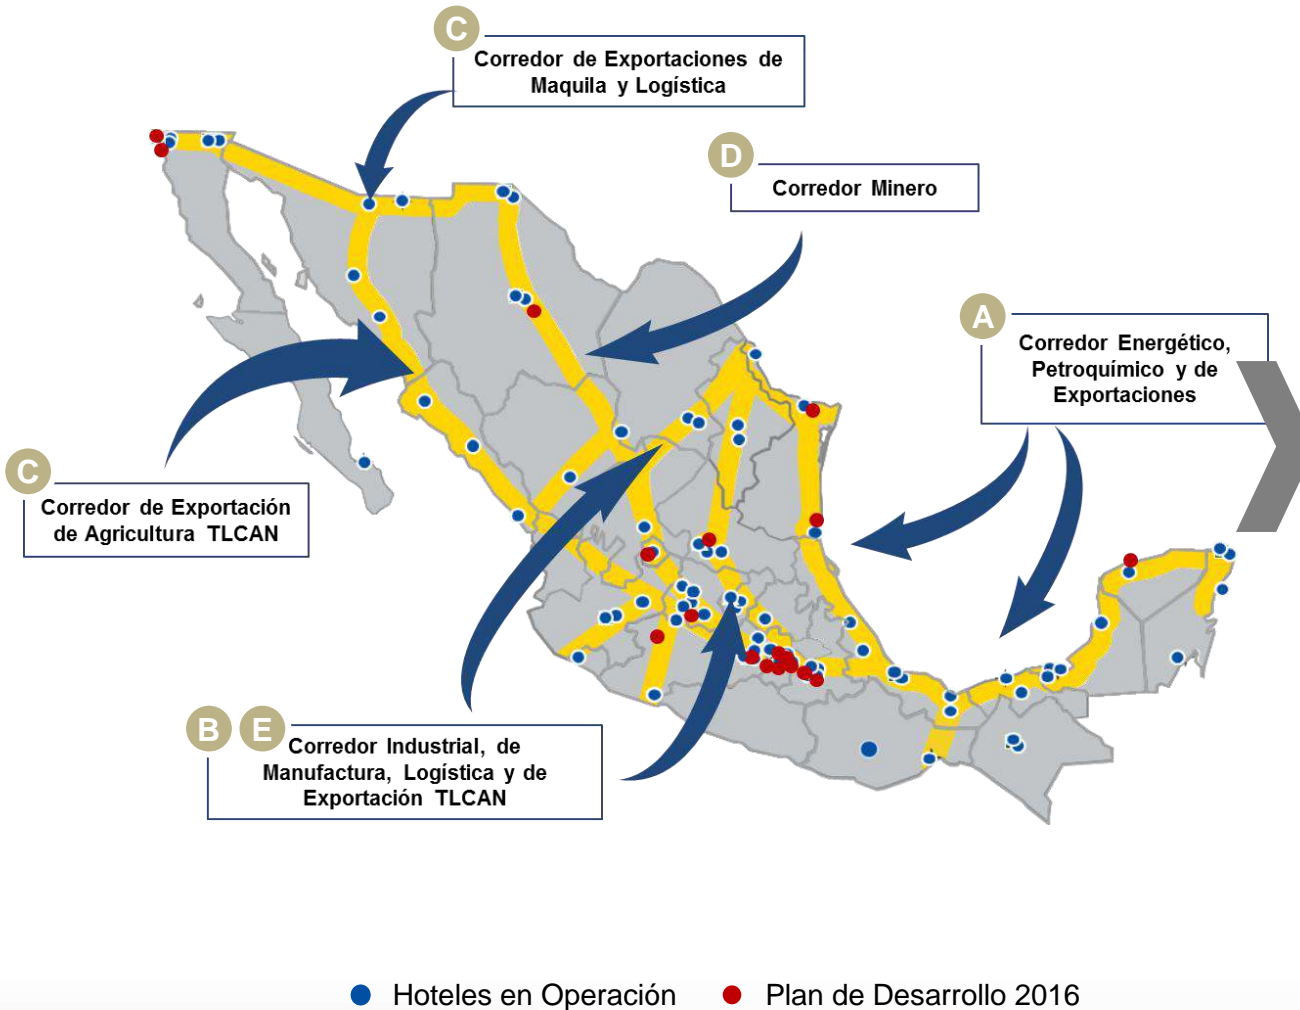 C
Corredor de Exportaciones de
Maquila y Logística
D
Corredor Minero
A
Corredor Energético,
Petroquímico y de
Exportaciones
C
Corredor de Exportación
de Agricultura TLCAN
B E
Corredor Industrial, de
Manufactura, Logística y de
Exportación TLCAN
Hoteles en Operación
Plan de Desarrollo 2016